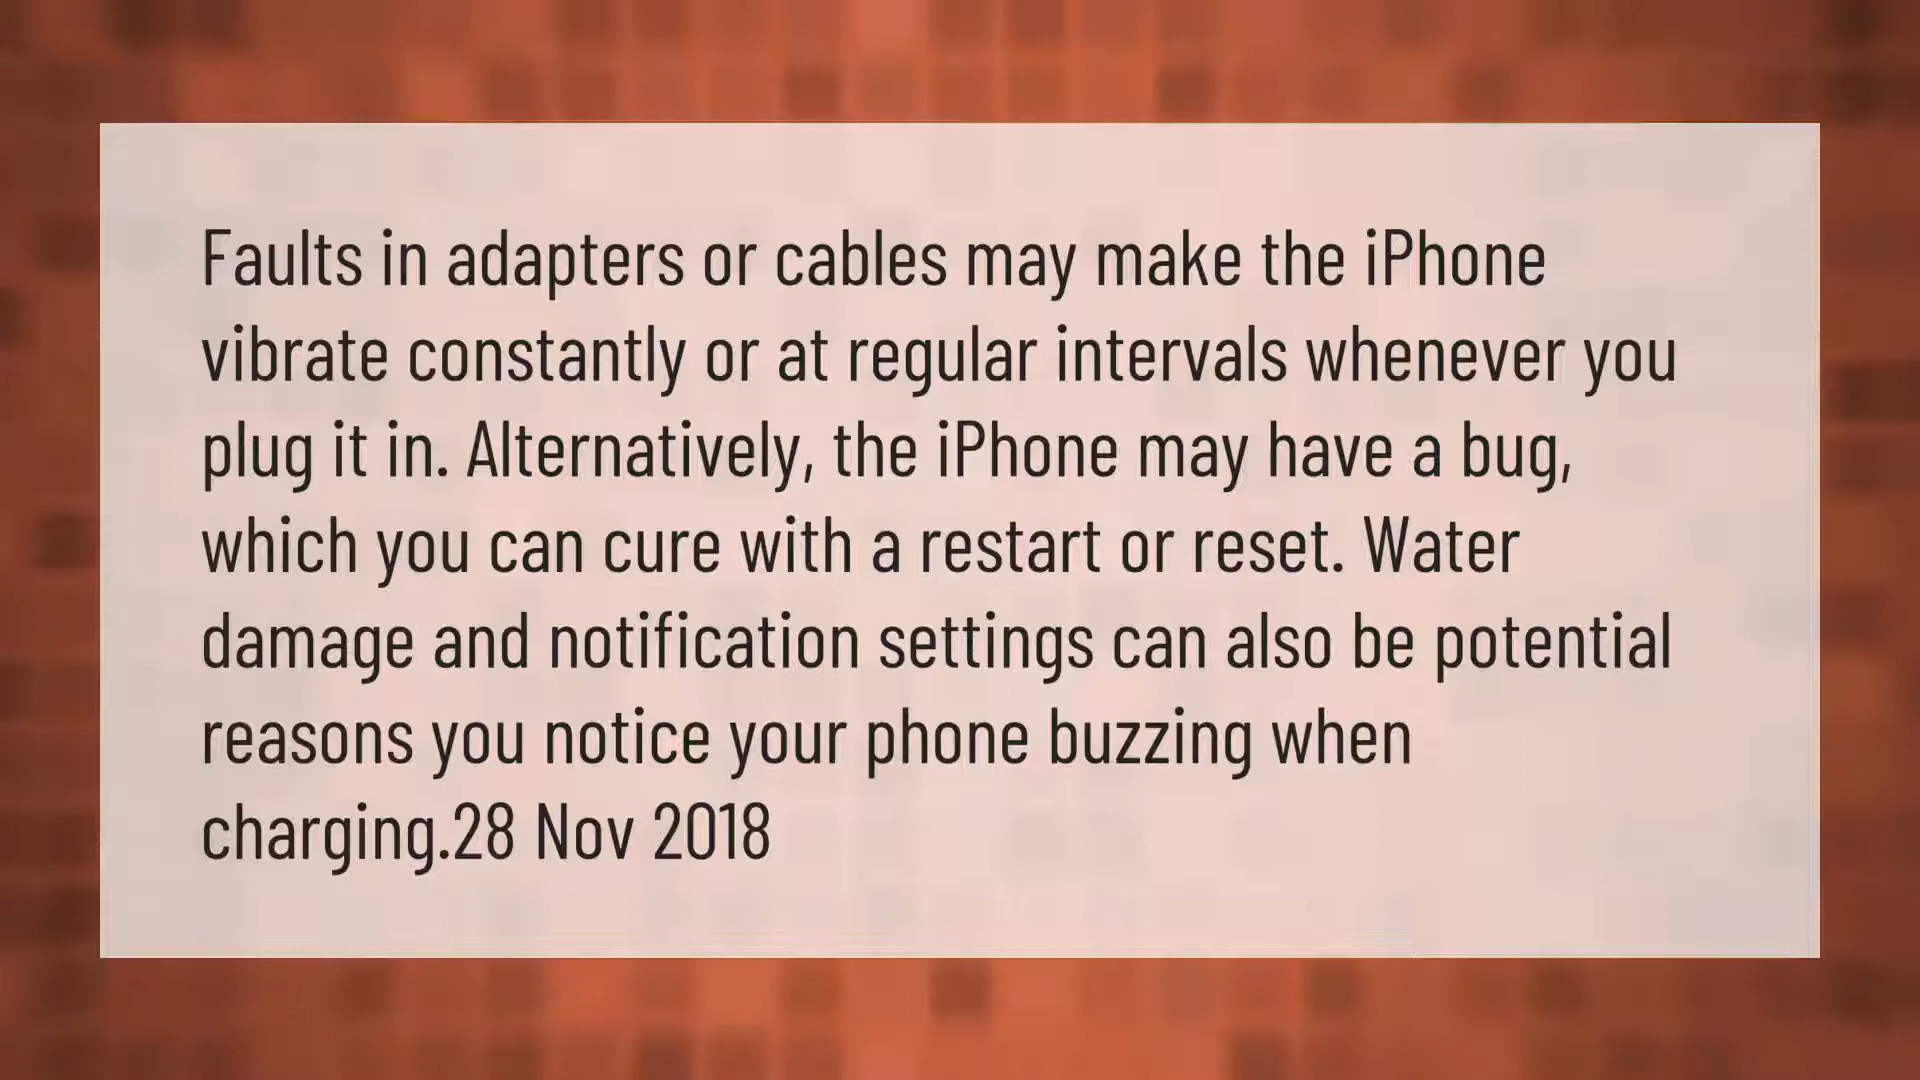 Faults in adapters or cables may make the iPhone
vibrate constantly or at regular intervals whenever you
plug it in. Alternatively, the iPhone may have a bug,
which you can cure with a restart or reset. Water
damage and notification settings can also be potential
reasons you notice your phone buzzing when
charging.28 Nov 2018